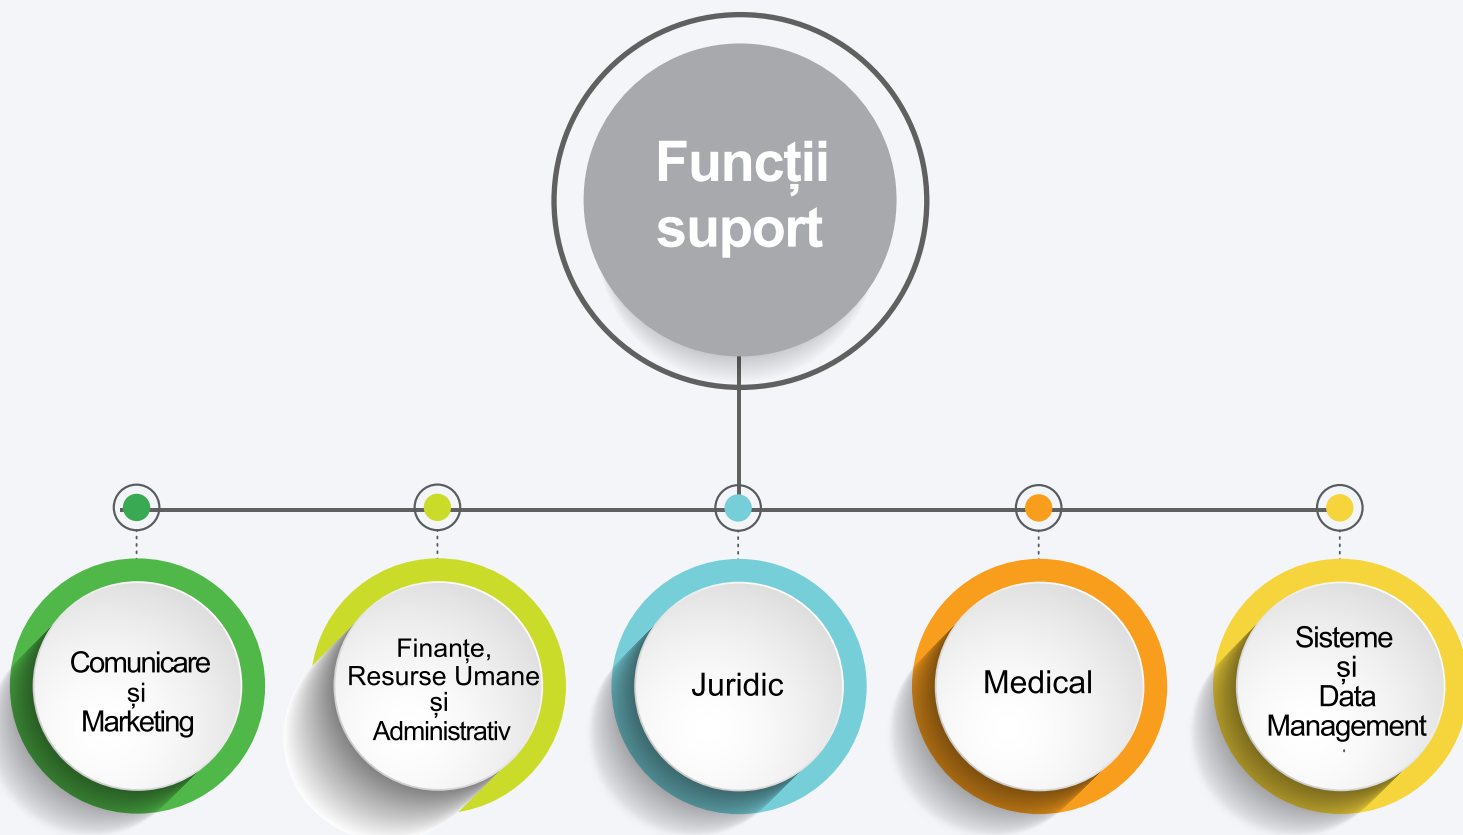 Funcții
suport
Comunicare
și
Marketing
Finanțe,
Resurse Umane
și
Administrativ
Juridic
Medical
Sisteme
și
Data
Management